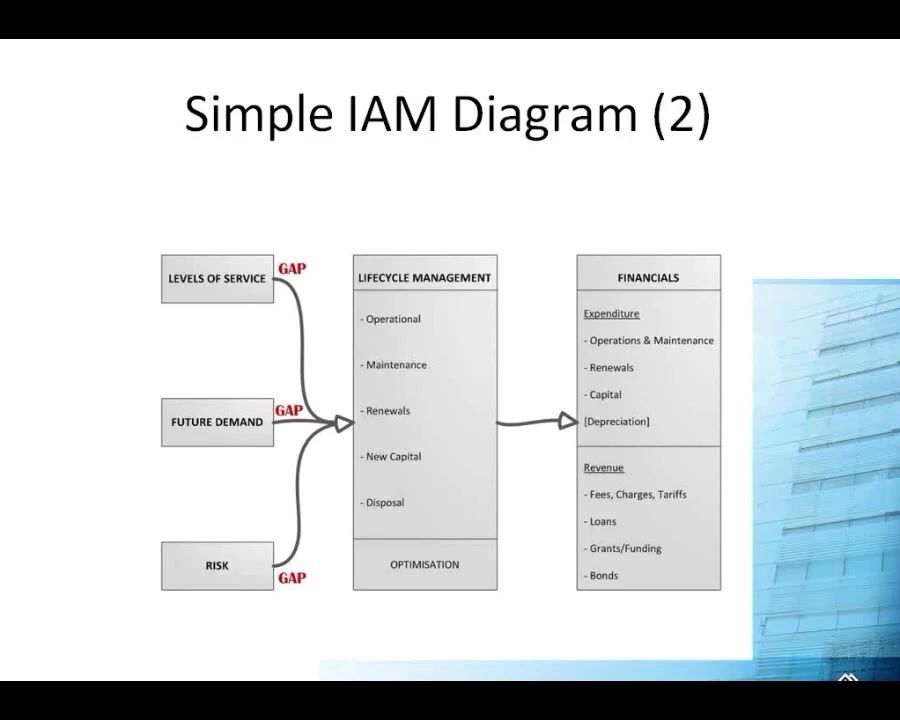 Simple IAM Diagram (2)
LEVELS OF SERVICE
GAP
FUTURE DEMAND
GAP
RISK
GAP
LIFECYCLE MANAGEMENT
- Operational
- Maintenance
- Renewals
- New Capital
- Disposal
OPTIMISATION
FINANCIALS
Expenditure
- Operations & Maintenance
- Renewals
- Capital
[Depreciation]
Revenue
- Fees, Charges, Tariffs
- Loans
- Grants/Funding
- Bonds